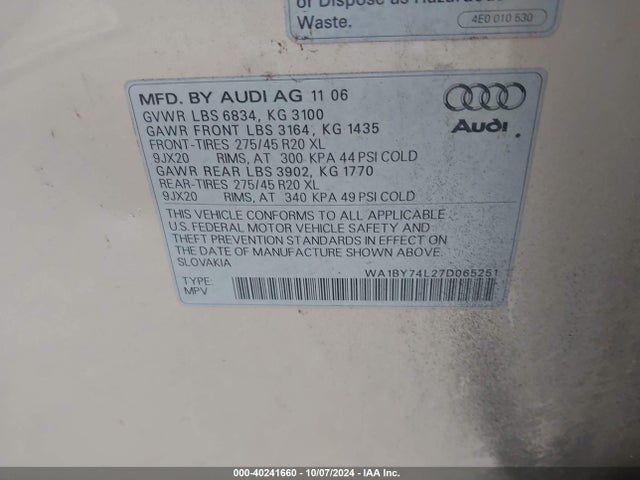 or Dispose as Hazardous
Waste.
4E0 010 530
MFD. BY AUDI AG 11 06
GVWR LBS 6834, KG 3100
GAWR FRONT LBS 3164, KG 1435
FRONT-TIRES 275/45 R20 XL
9JX20 RIMS, AT 300 KPA 44 PSI COLD
GAWR REAR LBS 3902, KG 1770
REAR-TIRES 275/45 R20 XL
9JX20 RIMS, AT 340 KPA 49 PSI COLD
Audi
THIS VEHICLE CONFORMS TO ALL APPLICABLE
U.S. FEDERAL MOTOR VEHICLE SAFETY AND
THEFT PREVENTION STANDARDS IN EFFECT ON
THE DATE OF MANUFACTURE SHOWN ABOVE.
SLOVAKIA
WA1BY74L27D065251
TYPE:
MPV
000-40241660 - 10/07/2024 - IAA Inc.